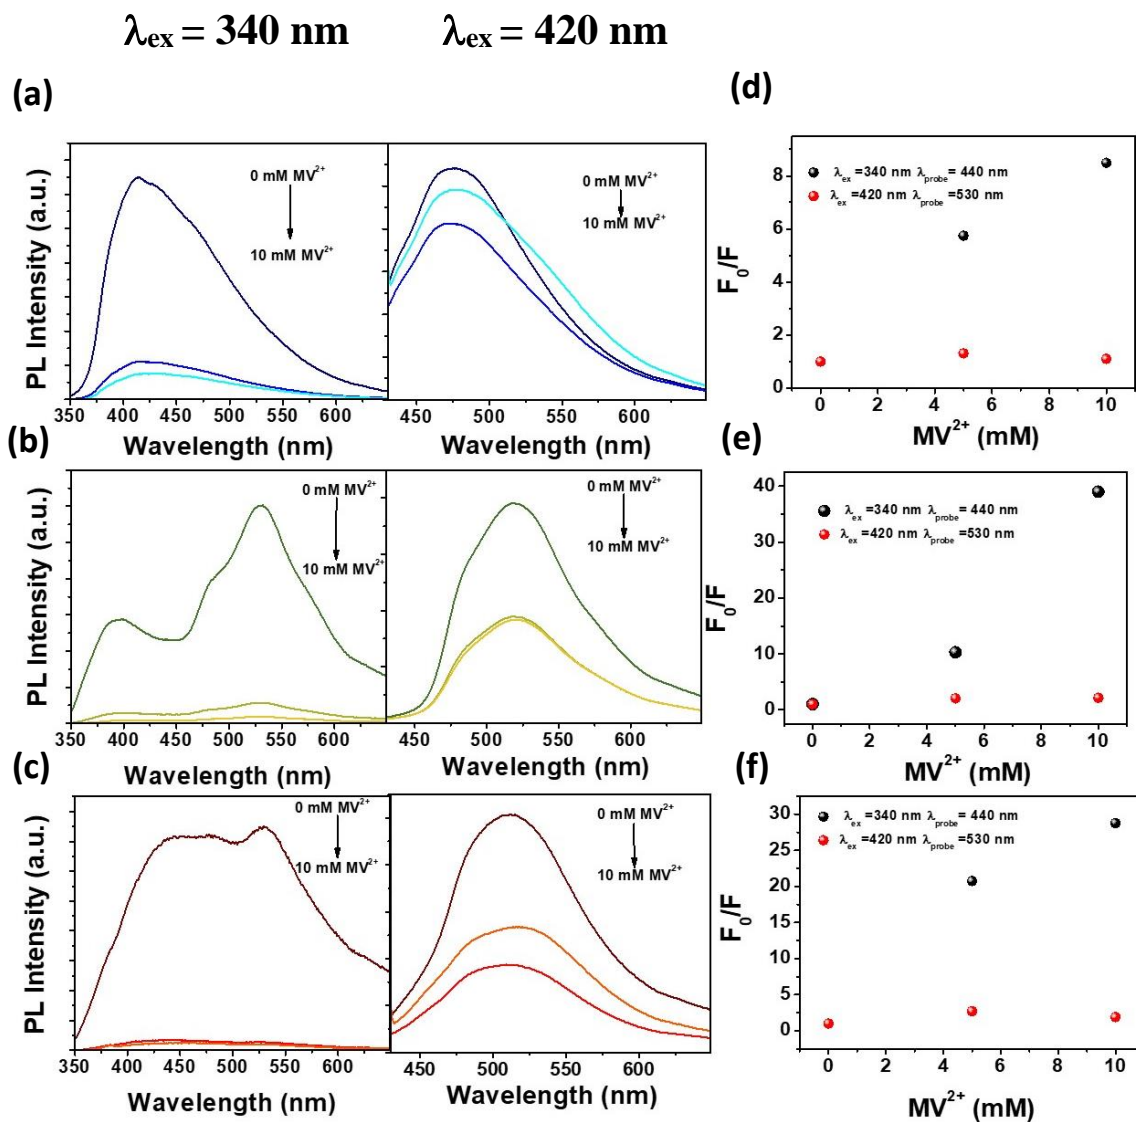 λex = 340 nm λex = 420 nm
(a)
PL Intensity (a.u.)
0 mM MV2+
10 mM MV2+
350 400 450 500 550 600
Wavelength (nm)
0 mM MV2+
10 mM MV2+
450 500 550 600
Wavelength (nm)
(d)
F0/F
8
6
4
2
0
λex =340 nm λprobe= 440 nm
λex =420 nm λprobe =530 nm
0 2 4 6 8 10
MV2+ (mM)
(b)
PL Intensity (a.u.)
0 mM MV2+
10 mM MV2+
350 400 450 500 550 600
Wavelength (nm)
0 mM MV2+
10 mM MV2+
450 500 550 600
Wavelength (nm)
(e)
F0/F
40
30
20
10
0
λex =340 nm λprobe= 440 nm
λex =420 nm λprobe =530 nm
0 2 4 6 8 10
MV2+ (mM)
(c)
PL Intensity (a.u.)
0 mM MV2+
10 mM MV2+
350 400 450 500 550 600
Wavelength (nm)
0 mM MV2+
10 mM MV2+
450 500 550 600
Wavelength (nm)
(f)
F0/F
30
25
20
15
10
5
0
λex =340 nm λprobe= 440 nm
λex =420 nm λprobe =530 nm
0 2 4 6 8 10
MV2+ (mM)